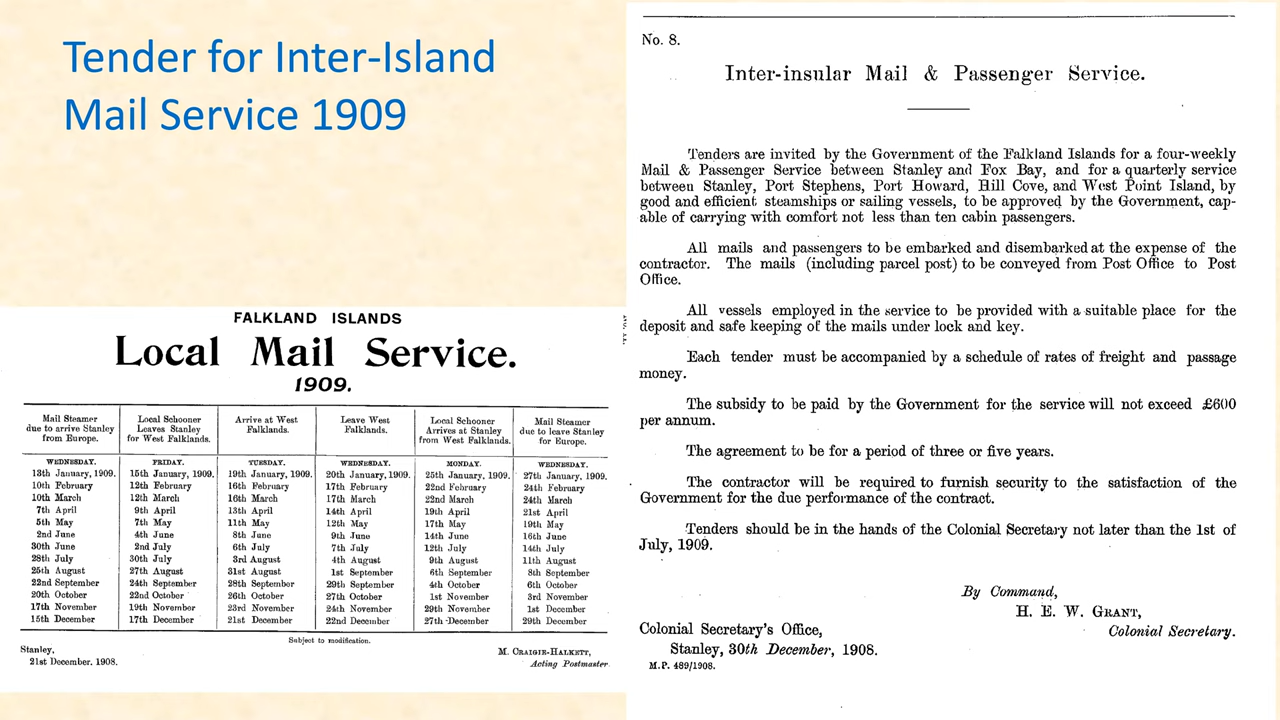 Tender for Inter-Island
Mail Service 1909
FALKLAND ISLANDS
Local Mail Service.
1909.
Mail Steamer due to arrive Stanley from Europe. | Local Schooner Leaves Stanley for West Falklands. | Arrive at West Falklands. | Leave West Falklands. | Local Schooner Arrives at Stanley from West Falklands. | Mail Steamer due to leave Stanley for Europe.
WEDNESDAY. | FRIDAY. | TUESDAY. | WEDNESDAY. | MONDAY. | WEDNESDAY.
13th January, 1909. | 15th January, 1909. | 19th January, 1909. | 20th January, 1909. | 25th January, 1909. | 27th January, 1909.
10th February | 12th February | 16th February | 17th February | 22nd February | 24th February
10th March | 12th March | 16th March | 17th March | 22nd March | 24th March
7th April | 9th April | 13th April | 14th April | 19th April | 21st April
5th May | 7th May | 11th May | 12th May | 17th May | 19th May
2nd June | 4th June | 8th June | 9th June | 14th June | 16th June
30th June | 2nd July | 6th July | 7th July | 12th July | 14th July
28th July | 30th July | 3rd August | 4th August | 9th August | 11th August
25th August | 27th August | 31st August | 1st September | 6th September | 8th September
22nd September | 24th September | 28th September | 29th September | 4th October | 6th October
20th October | 22nd October | 26th October | 27th October | 1st November | 3rd November
17th November | 19th November | 23rd November | 24th November | 29th November | 1st December
15th December | 17th December | 21st December | 22nd December | 27th December | 29th December
Subject to modification.
Stanley,
21st December. 1908.
M. CRAIGIE-HALKETT,
Acting Postmaster
No. 8.
Inter-insular Mail & Passenger Service.
Tenders are invited by the Government of the Falkland Islands for a four-weekly
Mail & Passenger Service between Stanley and Fox Bay, and for a quarterly service
between Stanley, Port Stephens, Port Howard, Hill Cove, and West Point Island, by
good and efficient steamships or sailing vessels, to be approved by the Government, cap-
able of carrying with comfort not less than ten cabin passengers.
All mails and passengers to be embarked and disembarked at the expense of the
contractor. The mails (including parcel post) to be conveyed from Post Office to Post
Office.
All vessels employed in the service to be provided with a suitable place for the
deposit and safe keeping of the mails under lock and key.
Each tender must be accompanied by a schedule of rates of freight and passage
money.
The subsidy to be paid by the Government for the service will not exceed £600
per annum.
The agreement to be for a period of three or five years.
The contractor will be required to furnish security to the satisfaction of the
Government for the due performance of the contract.
Tenders should be in the hands of the Colonial Secretary not later than the 1st of
July, 1909.
By Command,
H. E. W. GRANT,
Colonial Secretary.
Colonial Secretary's Office,
Stanley, 30th December, 1908.
M.P. 489/1908.